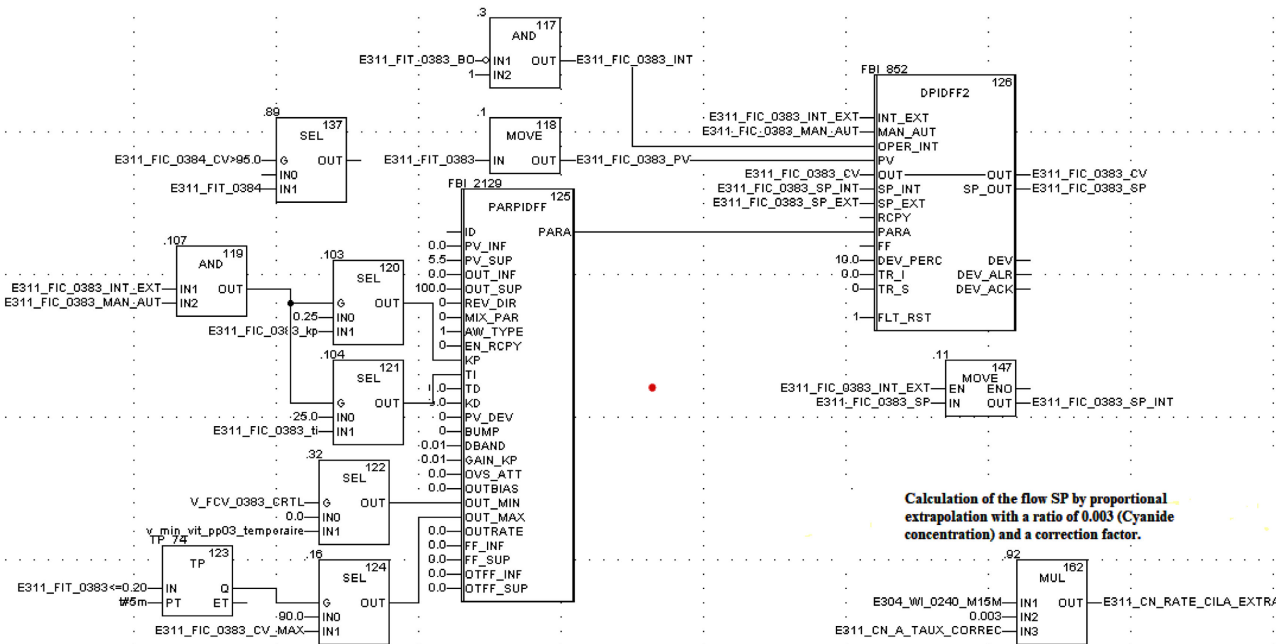 .3
117
AND
E311_FIT_0383_BO
IN1
OUT
E311_FIC_0383_INT
1
IN2
FBI_852
126
DPIDFF2
E311_FIC_0383_INT_EXT
INT_EXT
E311_FIC_0383_MAN_AUT
MAN_AUT
OPER_INT
PV
E311_FIC_0383_CV
OUT
OUT
E311_FIC_0383_CV
E311_FIC_0383_SP_INT
SP_INT
SP_OUT
E311_FIC_0383_SP
E311_FIC_0383_SP_EXT
SP_EXT
RCPY
PARA
FF
10.0
DEV_PERC
DEV
0.0
TR_I
DEV_ALR
0
TR_S
DEV_ACK
1
FLT_RST
.89
137
SEL
E311_FIC_0384_CV>95.0
G
OUT
IN0
E311_FIT_0384
IN1
.1
118
MOVE
E311_FIT_0383
IN
OUT
E311_FIC_0383_PV
FBI_2129
125
PARPIDFF
ID
PARA
0.0
PV_INF
5.5
PV_SUP
0.0
OUT_INF
100.0
OUT_SUP
0
REV_DIR
0
MIX_PAR
1
AW_TYPE
0
EN_RCPY
KP
TI
TD
KD
0.0
PV_DEV
0
BUMP
0.01
DBAND
0.01
GAIN_KP
0.0
OVS_ATT
0.0
OUTBIAS
OUT_MIN
OUT_MAX
0.0
OUTRATE
0.0
FF_INF
0.0
FF_SUP
0.0
OTFF_INF
0.0
OTFF_SUP
.107
119
AND
E311_FIC_0383_INT_EXT
IN1
OUT
E311_FIC_0383_MAN_AUT
IN2
.103
120
SEL
G
OUT
0.25
IN0
E311_FIC_0383_kp
IN1
.104
121
SEL
G
OUT
25.0
IN0
E311_FIC_0383_ti
IN1
.32
122
SEL
V_FCV_0383_CRTL
G
OUT
0.0
IN0
v_min_vit_pp03_temporaire
IN1
TP_74
123
TP
E311_FIT_0383<=0.20
IN
Q
t#5m
PT
ET
.16
124
SEL
G
OUT
90.0
IN0
E311_FIC_0383_CV_MAX
IN1
.11
147
MOVE
E311_FIC_0383_INT_EXT
EN
ENO
E311_FIC_0383_SP
IN
OUT
E311_FIC_0383_SP_INT
Calculation of the flow SP by proportional
extrapolation with a ratio of 0.003 (Cyanide
concentration) and a correction factor.
.92
162
MUL
E304_WI_0240_M15M
IN1
OUT
E311_CN_RATE_CILA_EXTRA
0.003
IN2
E311_CN_A_TAUX_CORREC
IN3